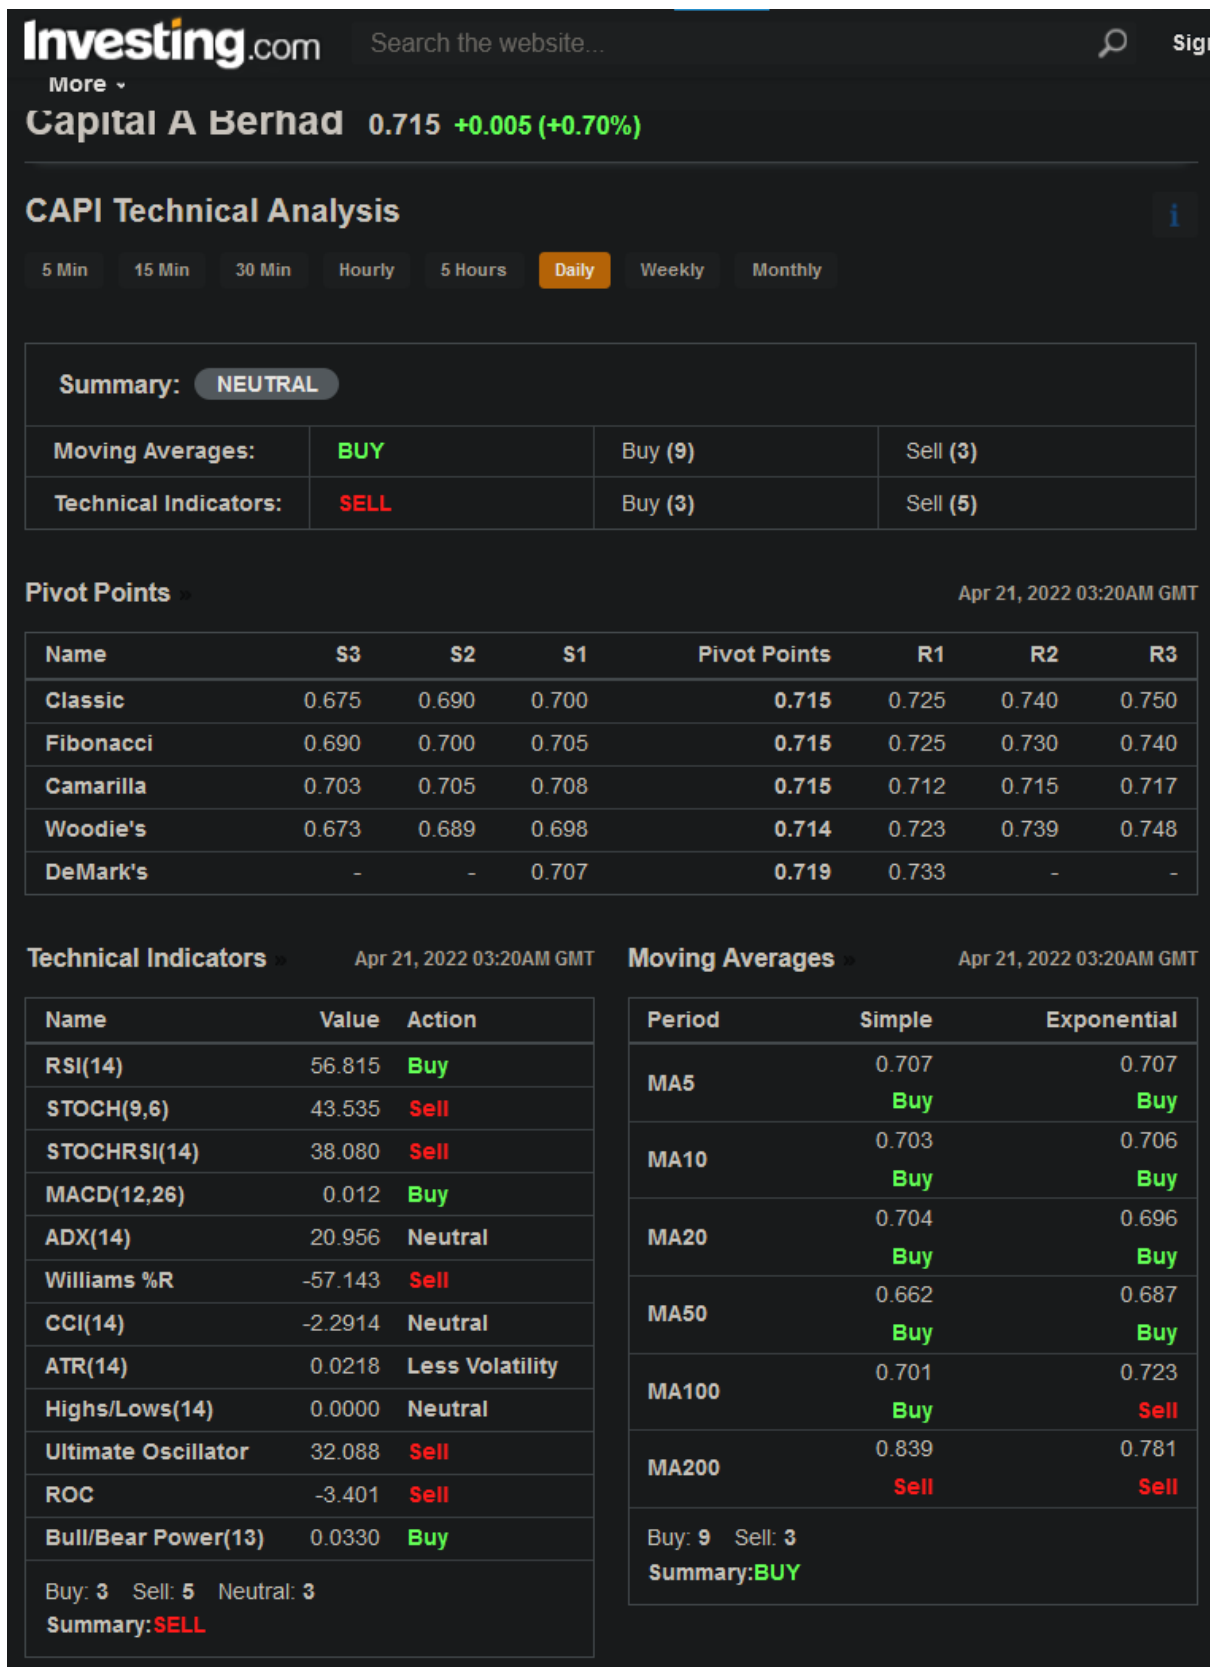 Investing.com Search the website... Sign
More
Capital A Berhad 0.715 +0.005 (+0.70%)
CAPI Technical Analysis i
5 Min 15 Min 30 Min Hourly 5 Hours Daily Weekly Monthly
Summary: NEUTRAL
Moving Averages: BUY Buy (9) Sell (3)
Technical Indicators: SELL Buy (3) Sell (5)
Pivot Points » Apr 21, 2022 03:20AM GMT
Name S3 S2 S1 Pivot Points R1 R2 R3
Classic 0.675 0.690 0.700 0.715 0.725 0.740 0.750
Fibonacci 0.690 0.700 0.705 0.715 0.725 0.730 0.740
Camarilla 0.703 0.705 0.708 0.715 0.712 0.715 0.717
Woodie's 0.673 0.689 0.698 0.714 0.723 0.739 0.748
DeMark's - - 0.707 0.719 0.733 - -
Technical Indicators » Apr 21, 2022 03:20AM GMT
Name Value Action
RSI(14) 56.815 Buy
STOCH(9,6) 43.535 Sell
STOCHRSI(14) 38.080 Sell
MACD(12,26) 0.012 Buy
ADX(14) 20.956 Neutral
Williams %R -57.143 Sell
CCI(14) -2.2914 Neutral
ATR(14) 0.0218 Less Volatility
Highs/Lows(14) 0.0000 Neutral
Ultimate Oscillator 32.088 Sell
ROC -3.401 Sell
Bull/Bear Power(13) 0.0330 Buy
Buy: 3 Sell: 5 Neutral: 3
Summary:SELL
Moving Averages » Apr 21, 2022 03:20AM GMT
Period Simple Exponential
0.707 0.707
MA5
Buy Buy
0.703 0.706
MA10
Buy Buy
0.704 0.696
MA20
Buy Buy
0.662 0.687
MA50
Buy Buy
0.701 0.723
MA100
Buy Sell
0.839 0.781
MA200
Sell Sell
Buy: 9 Sell: 3
Summary:BUY